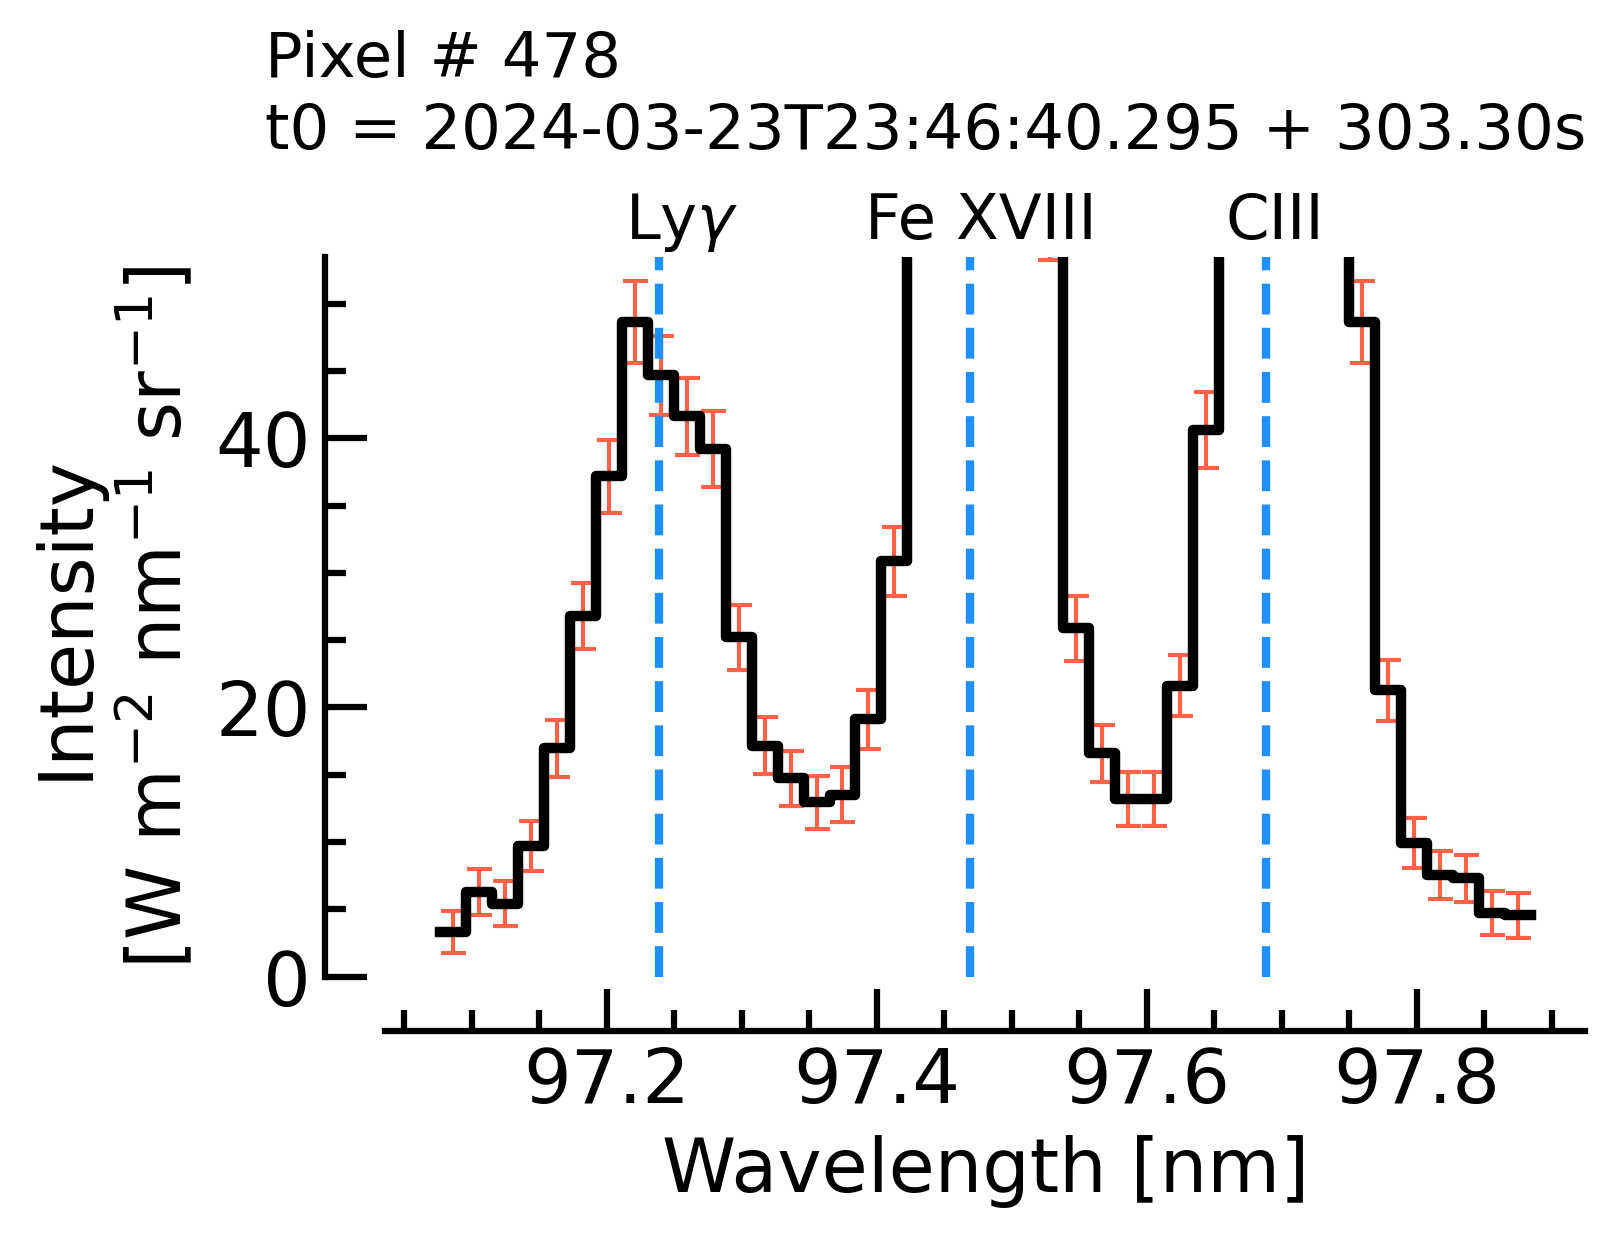 Pixel # 478
t0 = 2024-03-23T23:46:40.295 + 303.30s
Lyγ Fe XVIII CIII
Intensity
[W m⁻² nm⁻¹ sr⁻¹]
40
20
0
97.2 97.4 97.6 97.8
Wavelength [nm]